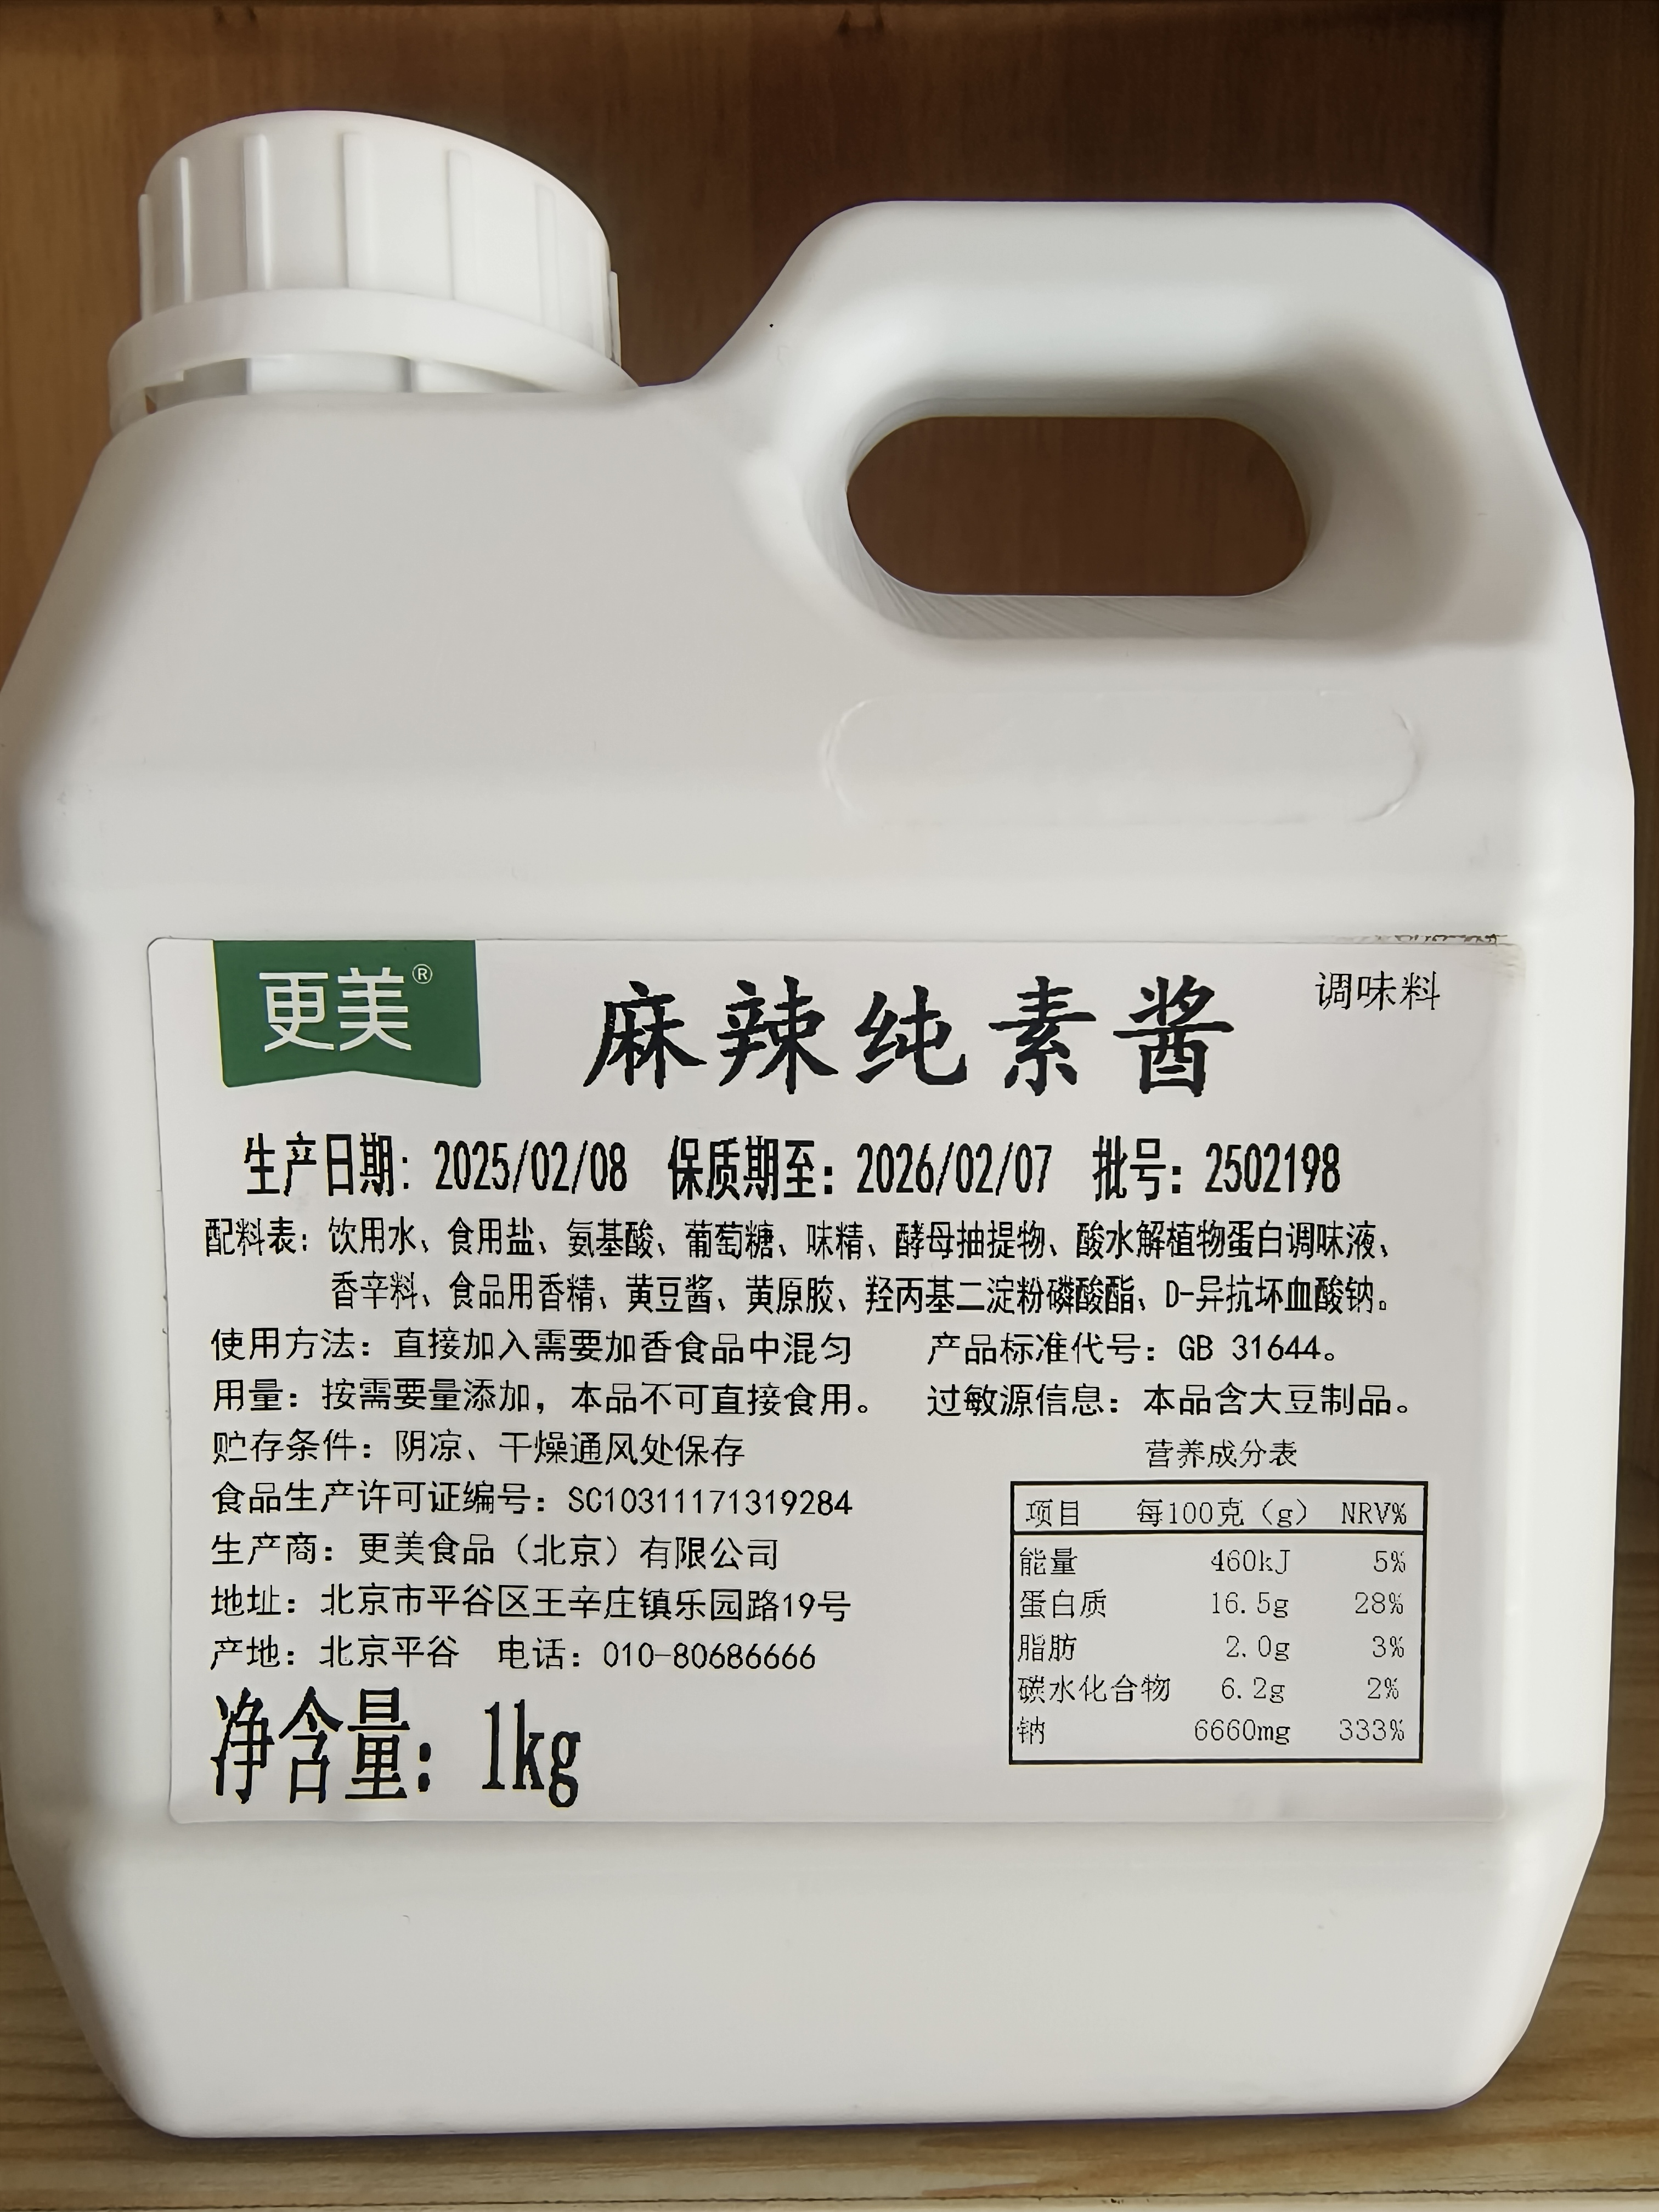 更美®
麻辣纯素酱
调味料
生产日期: 2025/02/08 保质期至: 2026/02/07 批号: 2502198
配料表: 饮用水、食用盐、氨基酸、葡萄糖、味精、酵母抽提物、酸水解植物蛋白调味液、
香辛料、食品用香精、黄豆酱、黄原胶、羟丙基二淀粉磷酸酯、D-异抗坏血酸钠。
使用方法: 直接加入需要加香食品中混匀
用量: 按需要量添加, 本品不可直接食用。
贮存条件: 阴凉、干燥通风处保存
食品生产许可证编号: SC10311171319284
生产商: 更美食品（北京）有限公司
地址: 北京市平谷区王辛庄镇乐园路19号
产地: 北京平谷 电话: 010-80686666
净含量: 1kg
产品标准代号: GB 31644。
过敏源信息: 本品含大豆制品。
营养成分表
项目 每100克（g） NRV%
能量 460kJ 5%
蛋白质 16.5g 28%
脂肪 2.0g 3%
碳水化合物 6.2g 2%
钠 6660mg 333%